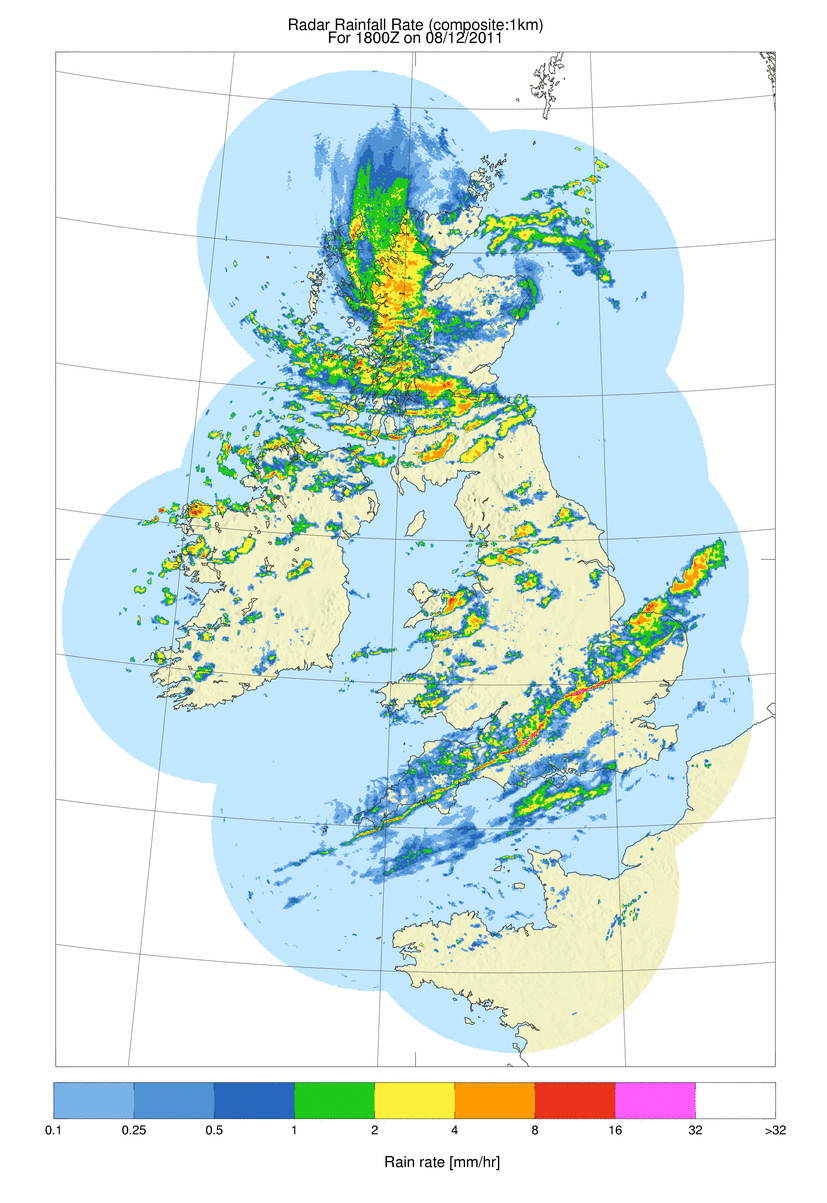 Radar Rainfall Rate (composite:1km)
For 1800Z on 08/12/2011
0.1 0.25 0.5 1 2 4 8 16 32 >32
Rain rate [mm/hr]